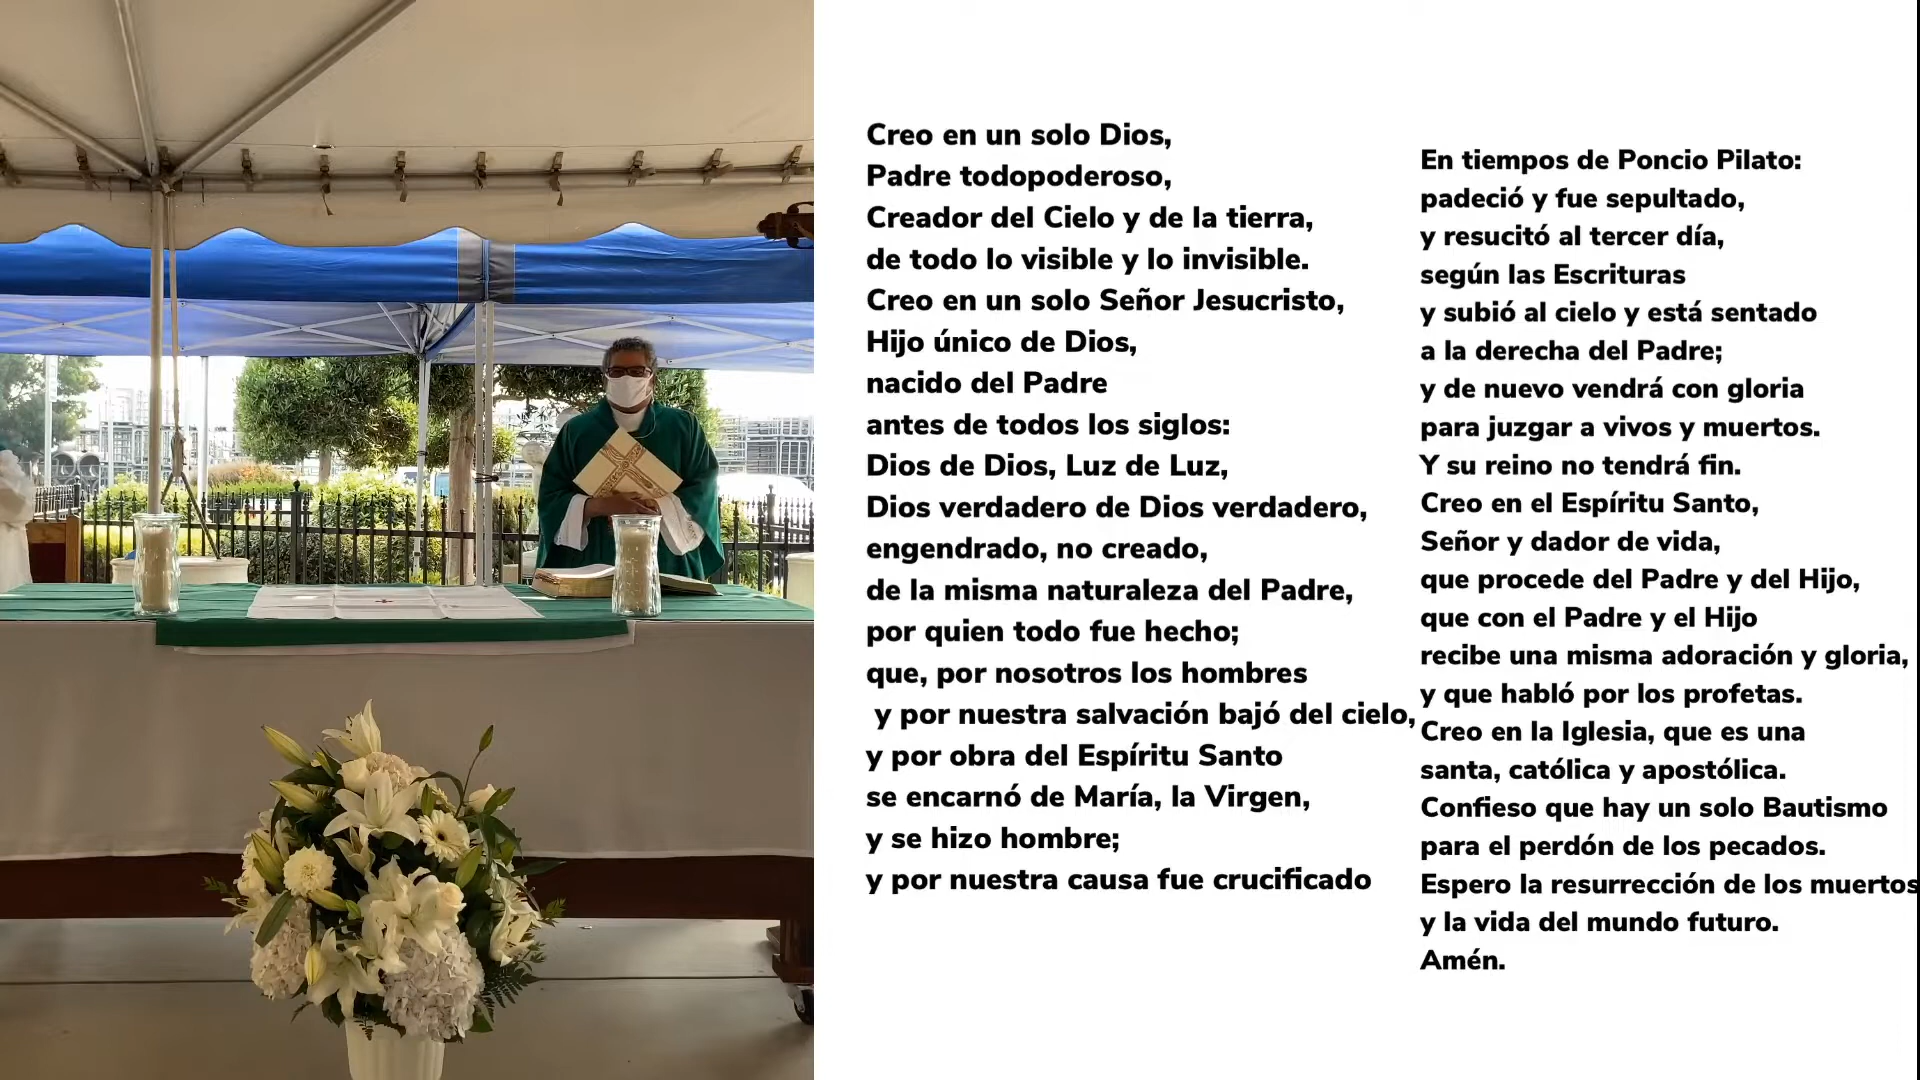 Creo en un solo Dios,
Padre todopoderoso,
Creador del Cielo y de la tierra,
de todo lo visible y lo invisible.
Creo en un solo Señor Jesucristo,
Hijo único de Dios,
nacido del Padre
antes de todos los siglos:
Dios de Dios, Luz de Luz,
Dios verdadero de Dios verdadero,
engendrado, no creado,
de la misma naturaleza del Padre,
por quien todo fue hecho;
que, por nosotros los hombres
y por nuestra salvación bajó del cielo,
y por obra del Espíritu Santo
se encarnó de María, la Virgen,
y se hizo hombre;
y por nuestra causa fue crucificado
En tiempos de Poncio Pilato:
padeció y fue sepultado,
y resucitó al tercer día,
según las Escrituras
y subió al cielo y está sentado
a la derecha del Padre;
y de nuevo vendrá con gloria
para juzgar a vivos y muertos.
Y su reino no tendrá fin.
Creo en el Espíritu Santo,
Señor y dador de vida,
que procede del Padre y del Hijo,
que con el Padre y el Hijo
recibe una misma adoración y gloria,
y que habló por los profetas.
Creo en la Iglesia, que es una
santa, católica y apostólica.
Confieso que hay un solo Bautismo
para el perdón de los pecados.
Espero la resurrección de los muertos
y la vida del mundo futuro.
Amén.